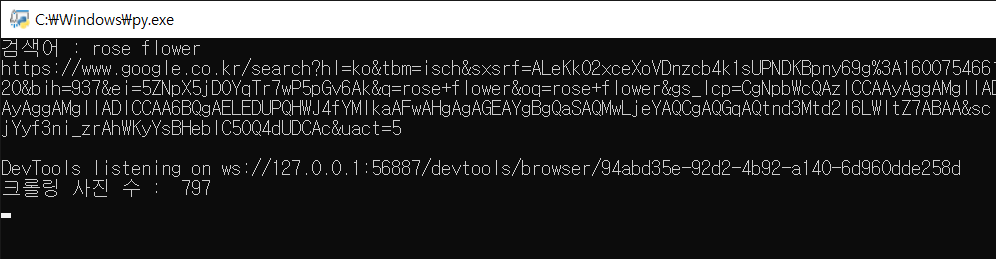 C:₩Windows₩py.exe
검색어 : rose flower
https://www.google.co.kr/search?hl=ko&tbm=isch&sxsrf=ALeKk02xceXoVDnzcb4k1sUPNDKBpny69g%3A160075466
20&bih=937&ei=5ZNpX5jDOYqTr7wP5pGv6Ak&q=rose+flower&oq=rose+flower&gs_lcp=CgNpbWcQAzICCAAyAggAMgIIAD
AyAggAMgIIADICCAA6BQgAELEDUPQHWJ4fYMIkaAFwAHgAgAGEAYgBgQaSAQMwLjeYAQCgAQGqAQtnd3Mtd2l6LWltZ7ABAA&sc
jYyf3ni_zrAhWKyYsBHebIC50Q4dUDCAc&uact=5
DevTools listening on ws://127.0.0.1:56887/devtools/browser/94abd35e-92d2-4b92-a140-6d960dde258d
크롤링 사진 수 : 797